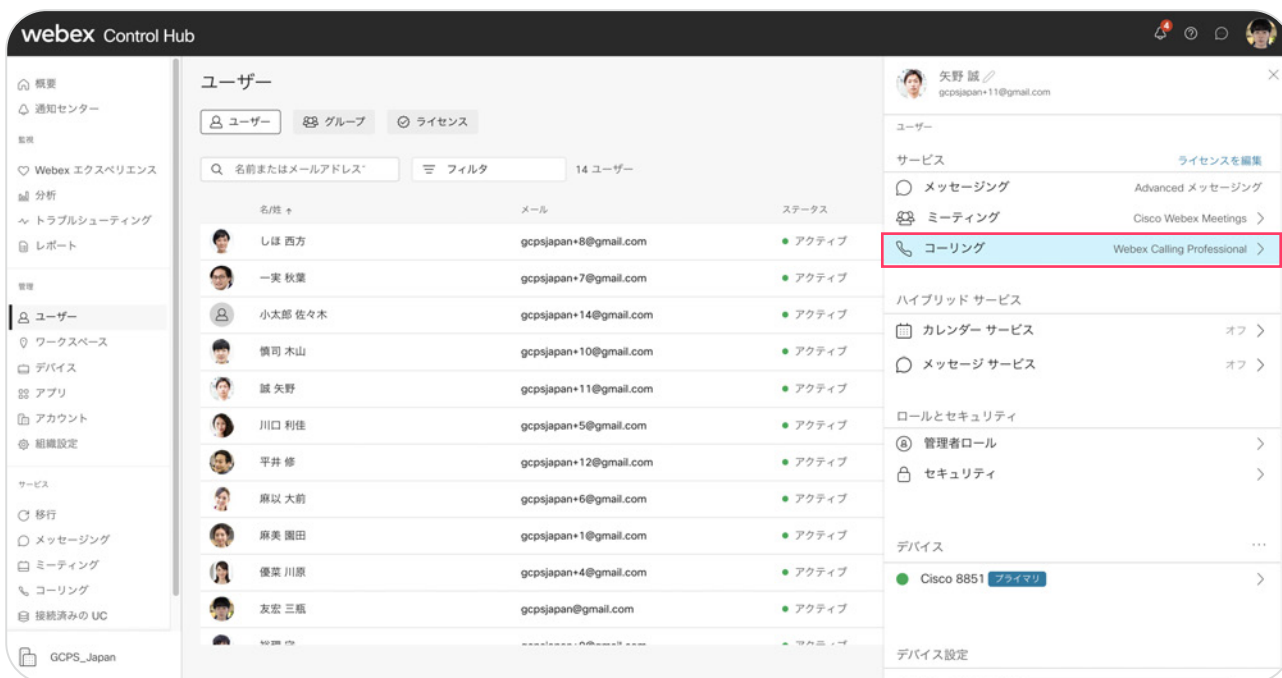 webex Control Hub
4
概要
通知センター
監視
Webex エクスペリエンス
分析
トラブルシューティング
レポート
管理
ユーザー
ワークスペース
デバイス
アプリ
アカウント
組織設定
サービス
移行
メッセージング
ミーティング
コーリング
接続済みの UC
GCPS_Japan
ユーザー
ユーザー グループ ライセンス
名前またはメールアドレス フィルタ 14 ユーザー
名/姓 ↑ メール ステータス
しほ 西方 gcpsjapan+8@gmail.com アクティブ
一実 秋葉 gcpsjapan+7@gmail.com アクティブ
小太郎 佐々木 gcpsjapan+14@gmail.com アクティブ
慎司 木山 gcpsjapan+10@gmail.com アクティブ
誠 矢野 gcpsjapan+11@gmail.com アクティブ
川口 利佳 gcpsjapan+5@gmail.com アクティブ
平井 修 gcpsjapan+12@gmail.com アクティブ
麻以 大前 gcpsjapan+6@gmail.com アクティブ
麻美 園田 gcpsjapan+1@gmail.com アクティブ
優菜 川原 gcpsjapan+4@gmail.com アクティブ
友宏 三瓶 gcpsjapan@gmail.com アクティブ
矢野 誠
gcpsjapan+11@gmail.com
ユーザー
サービス ライセンスを編集
メッセージング Advanced メッセージング
ミーティング Cisco Webex Meetings
コーリング Webex Calling Professional
ハイブリッド サービス
カレンダー サービス オフ
メッセージ サービス オフ
ロールとセキュリティ
管理者ロール
セキュリティ
デバイス
Cisco 8851 プライマリ
デバイス設定